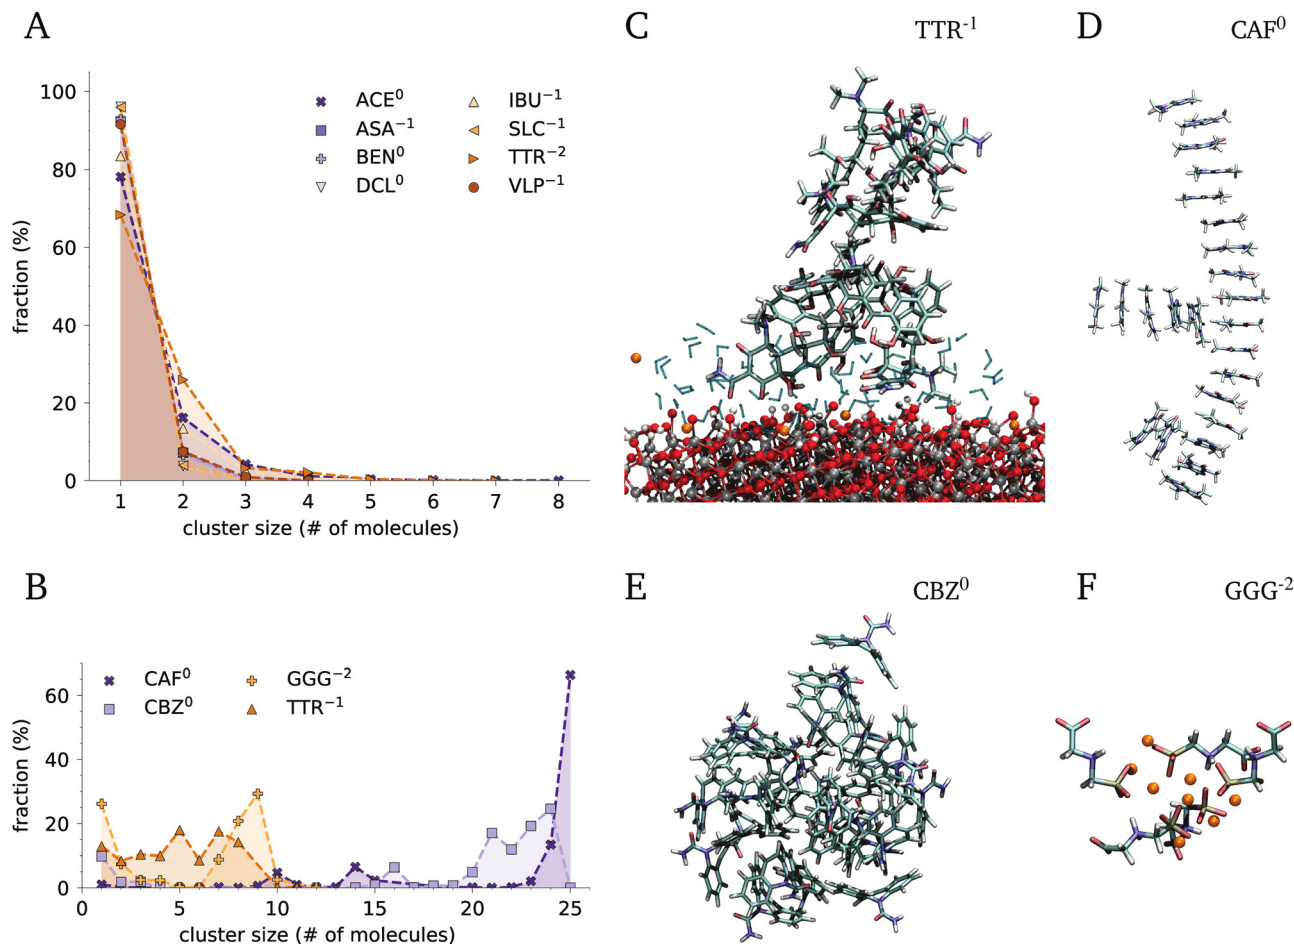 A
fraction (%)
100
80
60
40
20
0
1 2 3 4 5 6 7 8
cluster size (# of molecules)
ACE⁰
ASA⁻¹
BEN⁰
DCL⁰
IBU⁻¹
SLC⁻¹
TTR⁻²
VLP⁻¹
C
TTR⁻¹
D
CAF⁰
B
fraction (%)
60
40
20
0
0 5 10 15 20 25
cluster size (# of molecules)
CAF⁰
CBZ⁰
GGG⁻²
TTR⁻¹
E
CBZ⁰
F
GGG⁻²